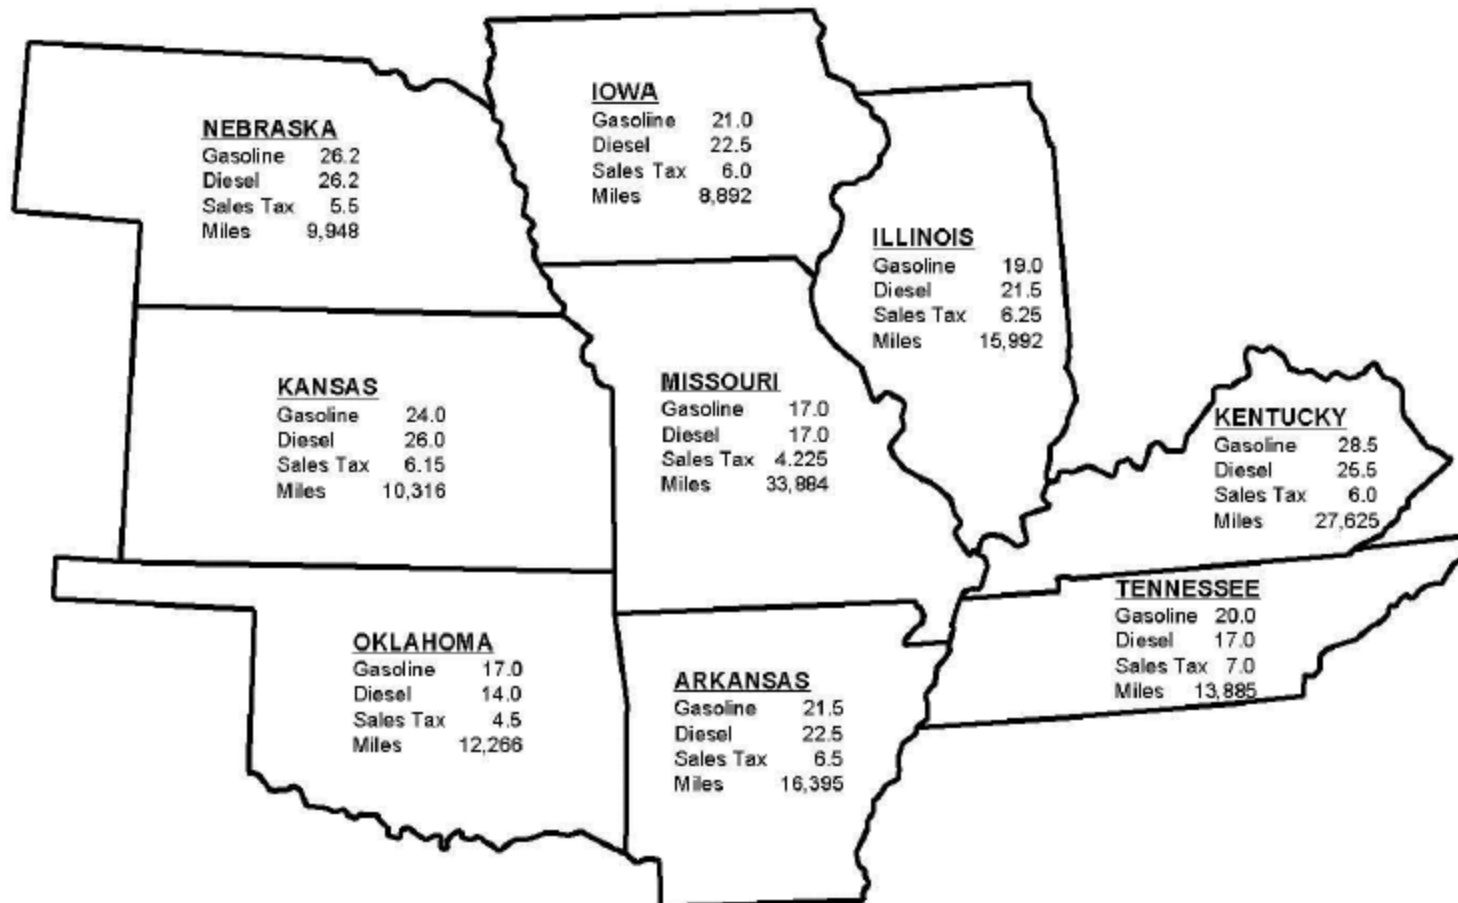 IOWA
Gasoline 21.0
Diesel 22.5
Sales Tax 6.0
Miles 8,892
NEBRASKA
Gasoline 26.2
Diesel 26.2
Sales Tax 5.5
Miles 9,948
ILLINOIS
Gasoline 19.0
Diesel 21.5
Sales Tax 6.25
Miles 15,992
KANSAS
Gasoline 24.0
Diesel 26.0
Sales Tax 6.15
Miles 10,316
MISSOURI
Gasoline 17.0
Diesel 17.0
Sales Tax 4.225
Miles 33,884
KENTUCKY
Gasoline 28.5
Diesel 25.5
Sales Tax 6.0
Miles 27,625
TENNESSEE
Gasoline 20.0
Diesel 17.0
Sales Tax 7.0
Miles 13,885
OKLAHOMA
Gasoline 17.0
Diesel 14.0
Sales Tax 4.5
Miles 12,266
ARKANSAS
Gasoline 21.5
Diesel 22.5
Sales Tax 6.5
Miles 16,395